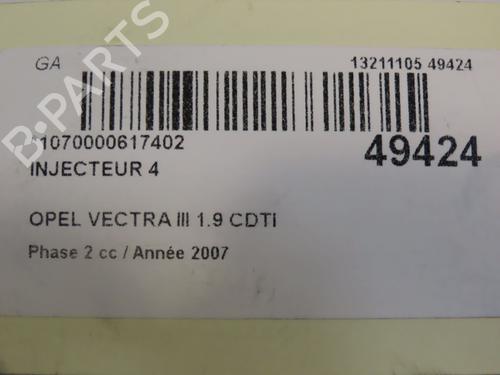 GA 13211105 49424
*1070000617402 49424
INJECTEUR 4
OPEL VECTRA III 1.9 CDTI
Phase 2 cc / Année 2007
B-PARTS